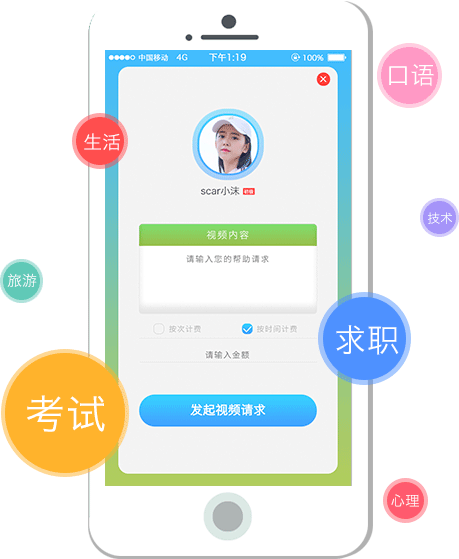 中国移动 4G 下午1:19 100%
口语
生活
scar小沫
技术
视频内容
请输入您的帮助请求
旅游
按次计费 按时间计费
求职
请输入金额
考试
发起视频请求
心理